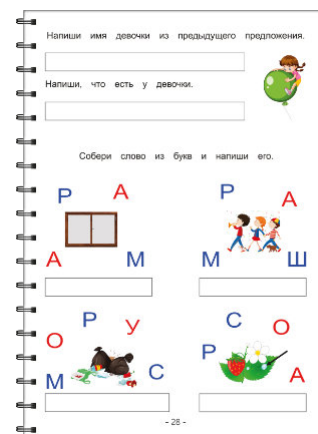 Напиши имя девочки из предыдущего предложения.
Напиши, что есть у девочки.
Собери слово из букв и напиши его.
Р А
А М
Р А
М Ш
О Р У
М С
С О
Р А
- 28 -